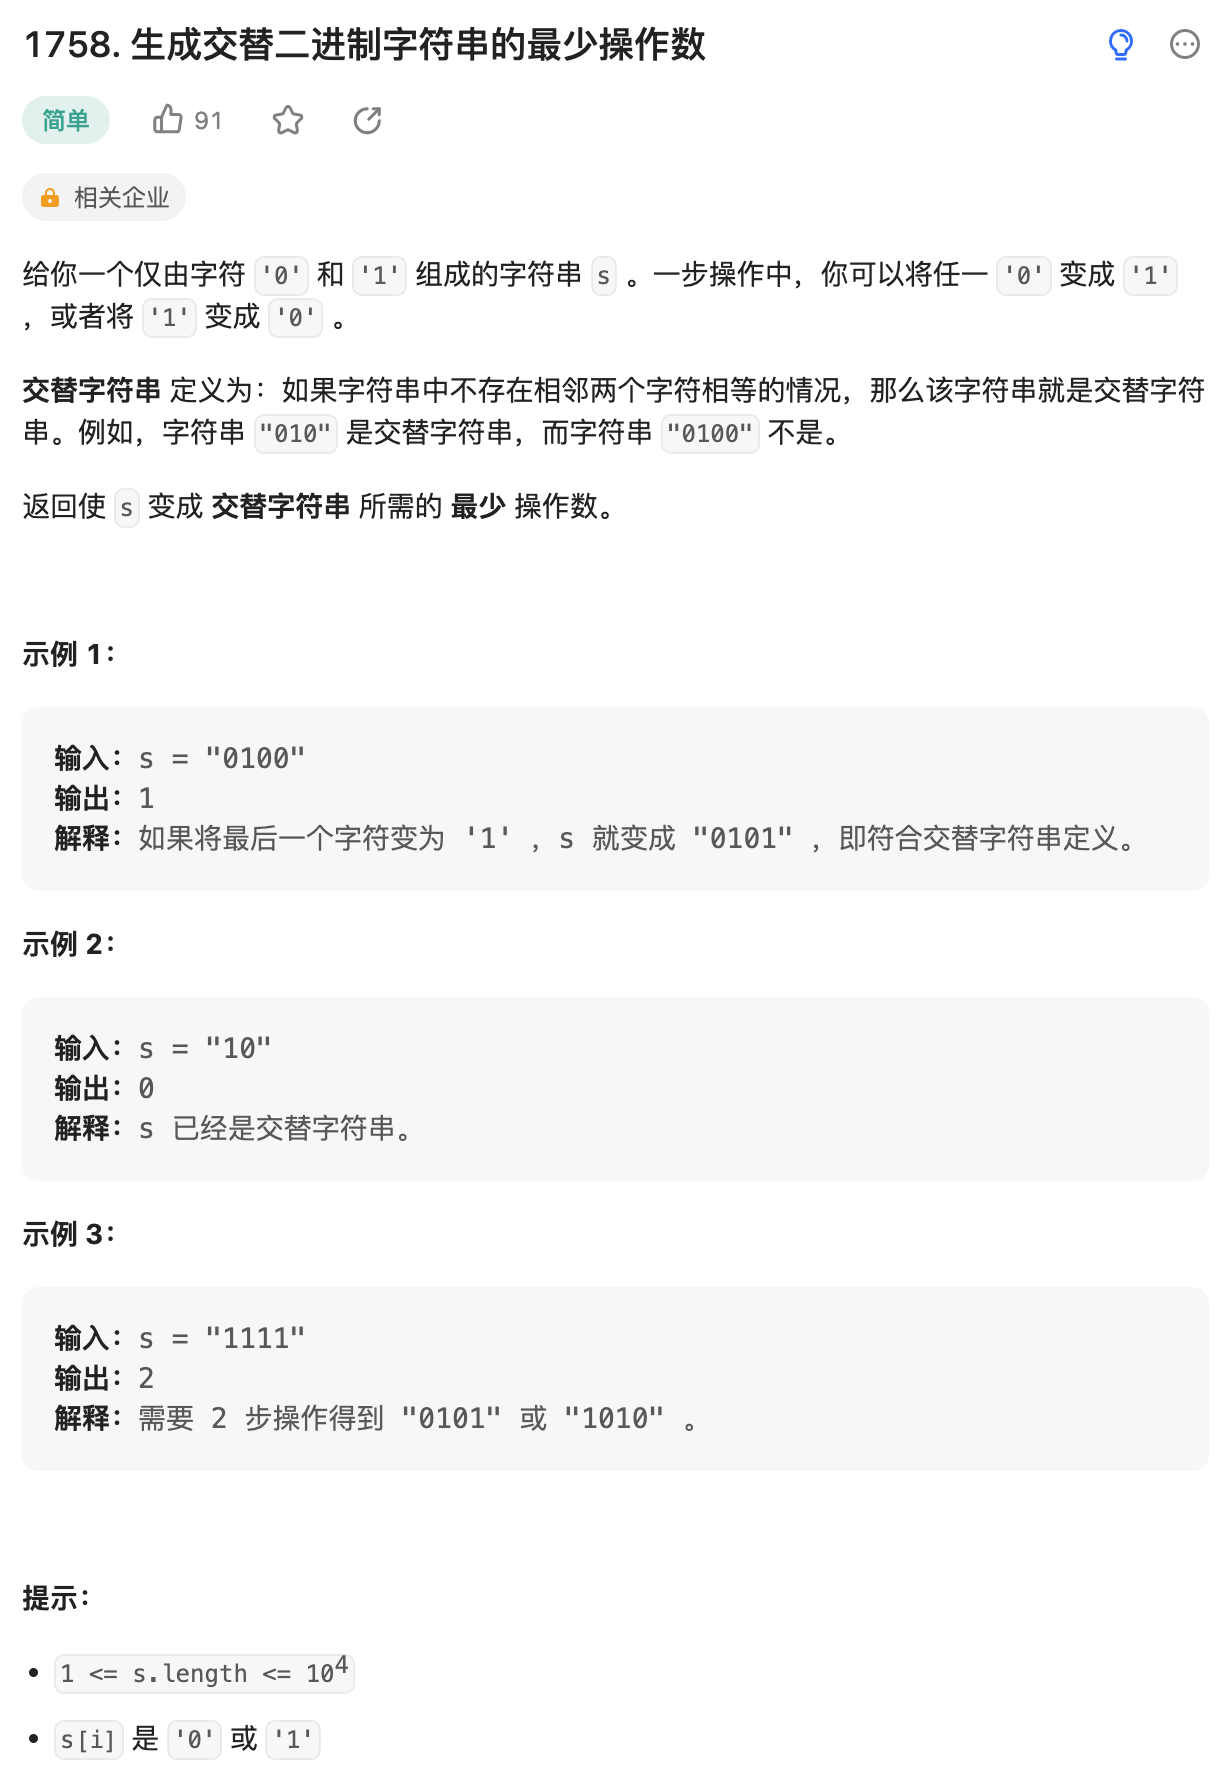 1758. 生成交替二进制字符串的最少操作数
简单 91
相关企业
给你一个仅由字符 '0' 和 '1' 组成的字符串 s 。一步操作中，你可以将任一 '0' 变成 '1'
，或者将 '1' 变成 '0' 。
交替字符串 定义为：如果字符串中不存在相邻两个字符相等的情况，那么该字符串就是交替字符
串。例如，字符串 "010" 是交替字符串，而字符串 "0100" 不是。
返回使 s 变成 交替字符串 所需的 最少 操作数。
示例 1：
输入：s = "0100"
输出：1
解释：如果将最后一个字符变为 '1' ，s 就变成 "0101" ，即符合交替字符串定义。
示例 2：
输入：s = "10"
输出：0
解释：s 已经是交替字符串。
示例 3：
输入：s = "1111"
输出：2
解释：需要 2 步操作得到 "0101" 或 "1010" 。
提示：
• 1 <= s.length <= 10⁴
• s[i] 是 '0' 或 '1'